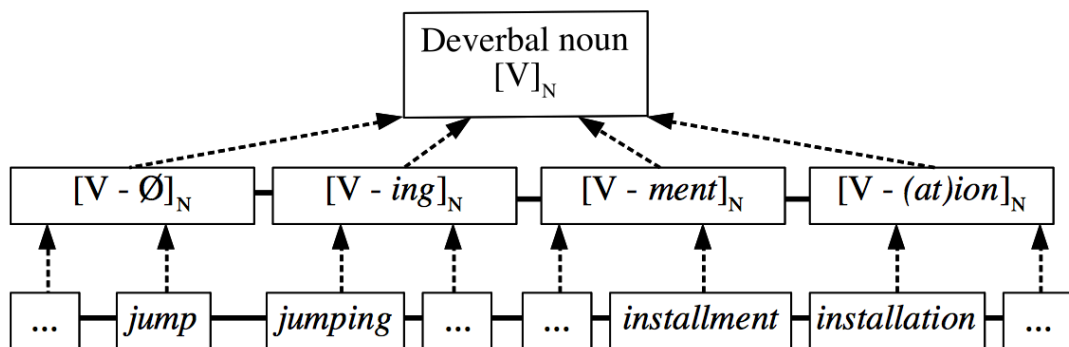 Deverbal noun
[V]N
[V - Ø]N [V - ing]N [V - ment]N [V - (at)ion]N
... jump jumping ... ... installment installation ...